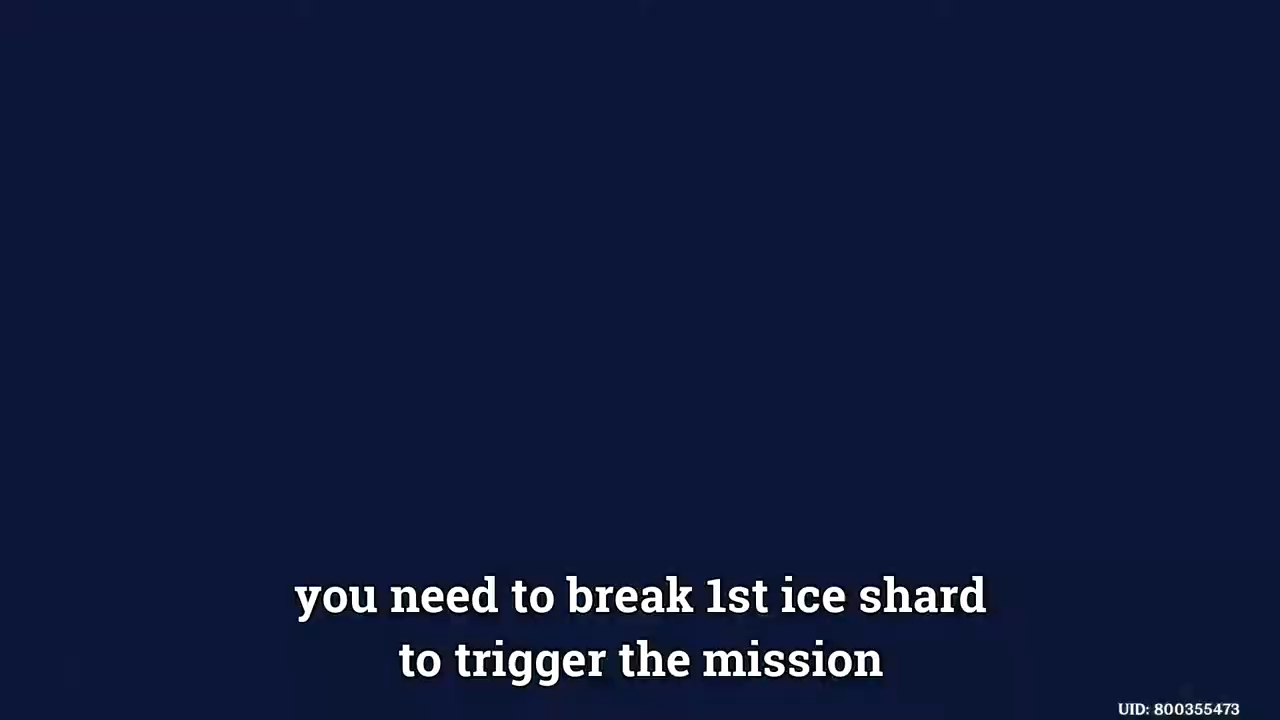 you need to break 1st ice shard
to trigger the mission
UID: 800355473